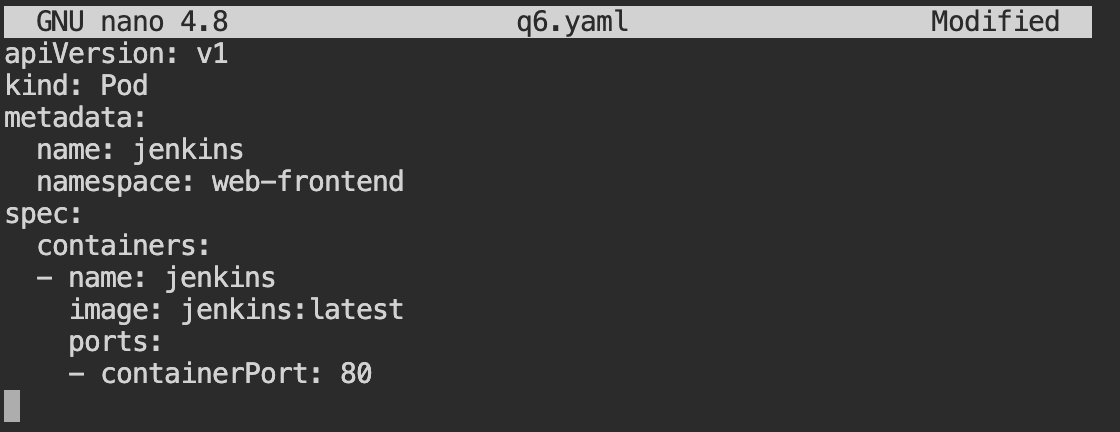 GNU nano 4.8 q6.yaml Modified
apiVersion: v1
kind: Pod
metadata:
  name: jenkins
  namespace: web-frontend
spec:
  containers:
  - name: jenkins
    image: jenkins:latest
    ports:
    - containerPort: 80